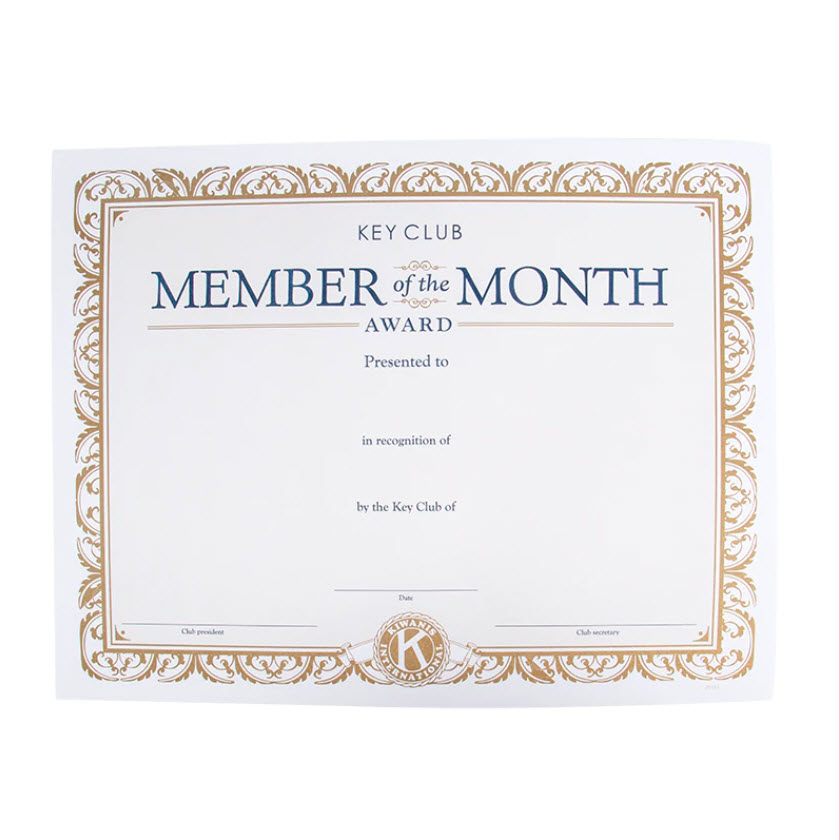 KEY CLUB
MEMBER of the MONTH
AWARD
Presented to
in recognition of
by the Key Club of
Date
Club president
Club secretary
KIWANIS
K
INTERNATIONAL